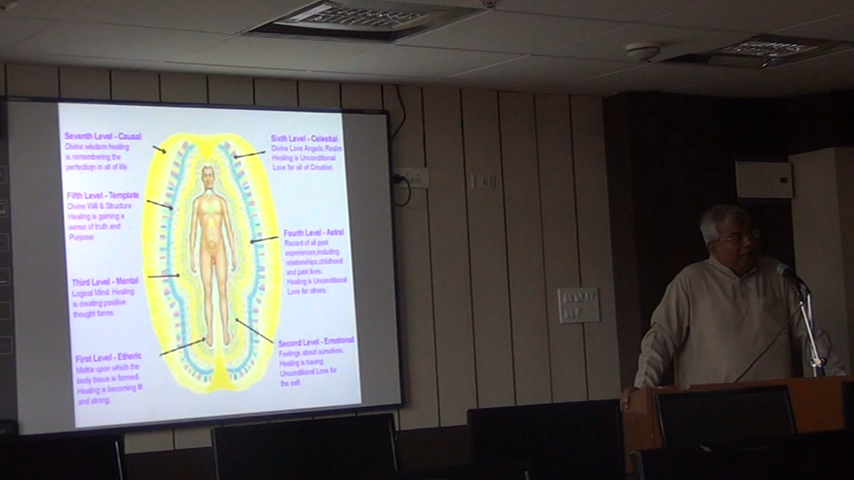 Seventh Level - Causal
Divine wisdom healing
is remembering the
perfection in all of life.
Sixth Level - Celestial
Divine Love Angelic Realm
Healing is Unconditional
Love for all of Creation.
Fifth Level - Template
Divine Will & Structure
Healing is gaining a
sense of truth and
Purpose
Fourth Level - Astral
Record of all past
experiences,including
relationships,childhood
and past lives.
Healing is Unconditional
Love for others.
Third Level - Mental
Logical Mind. Healing
is creating positive
thought forms
Second Level - Emotional
Feelings about ourselves.
Healing is having
Unconditional Love for
the self.
First Level - Etheric
Matrix upon which the
body tissue is formed
Healing is becoming fit
and strong.